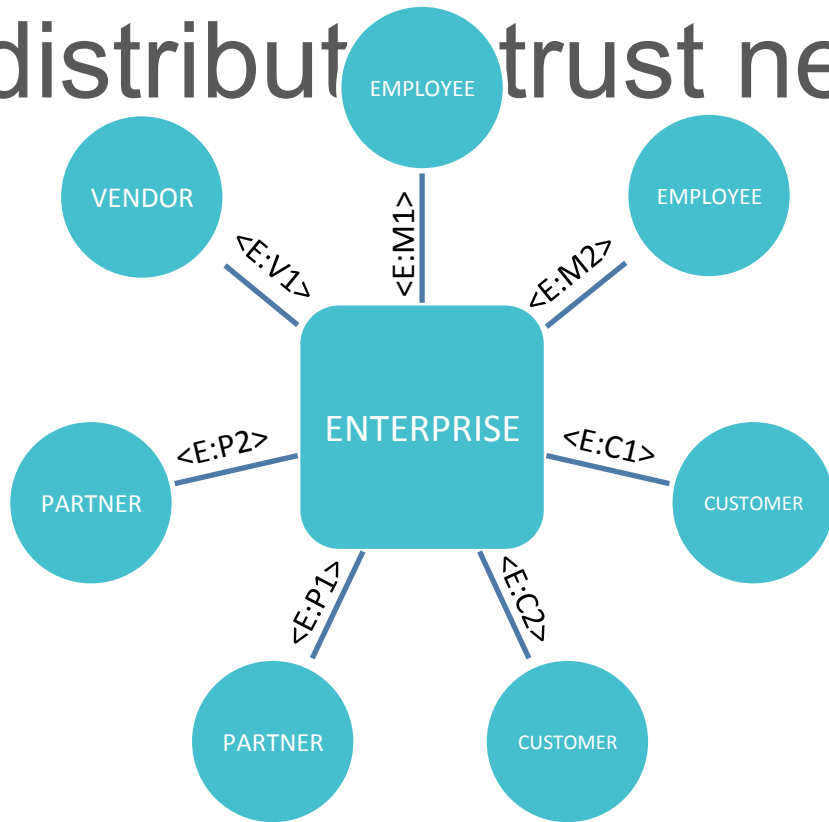 distribut trust ne
EMPLOYEE
VENDOR
EMPLOYEE
<E:V1>
<E:M1>
<E:M2>
ENTERPRISE
<E:P2>
<E:C1>
PARTNER
CUSTOMER
<E:P1>
<E:C2>
PARTNER
CUSTOMER